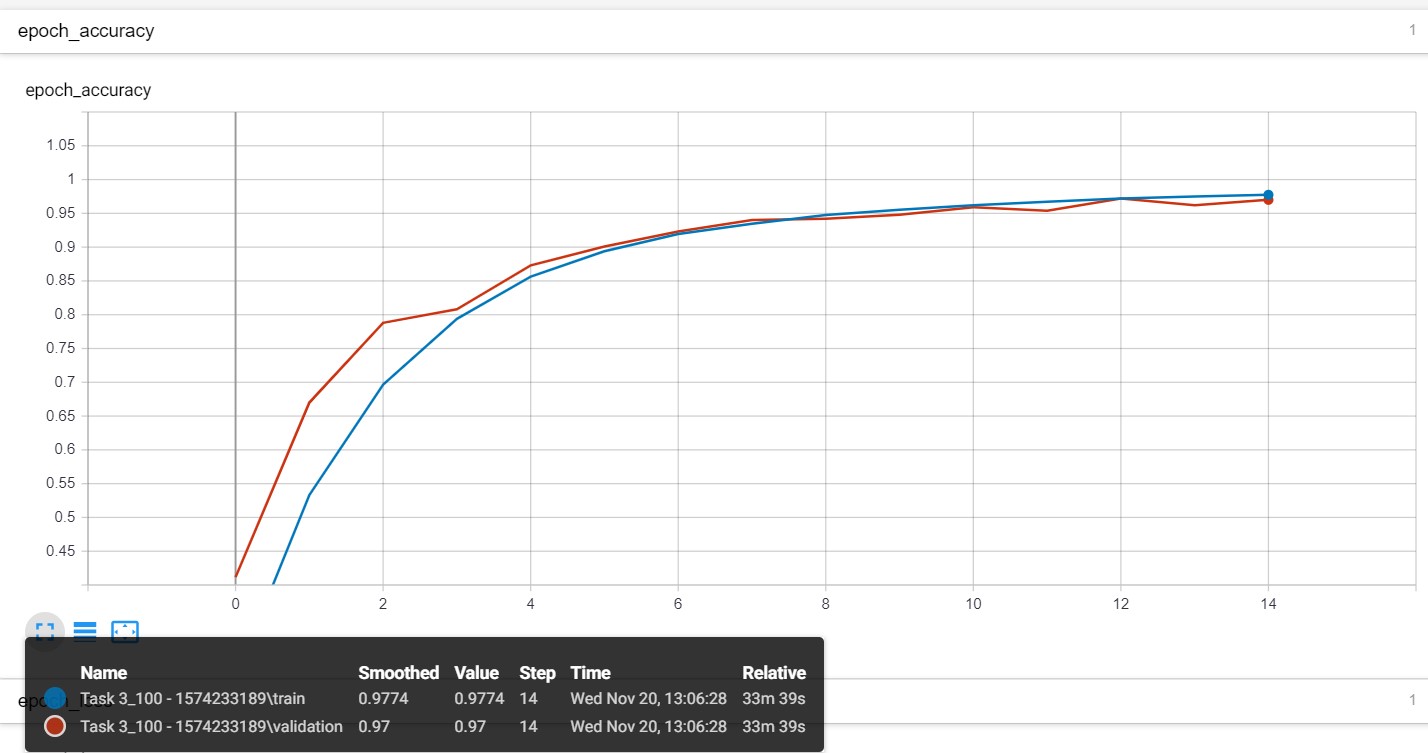 epoch_accuracy 1
epoch_accuracy
1.05
1
0.95
0.9
0.85
0.8
0.75
0.7
0.65
0.6
0.55
0.5
0.45
0 2 4 6 8 10 12 14
Name Smoothed Value Step Time Relative
Task 3_100 - 1574233189\train 0.9774 0.9774 14 Wed Nov 20, 13:06:28 33m 39s
Task 3_100 - 1574233189\validation 0.97 0.97 14 Wed Nov 20, 13:06:28 33m 39s
1